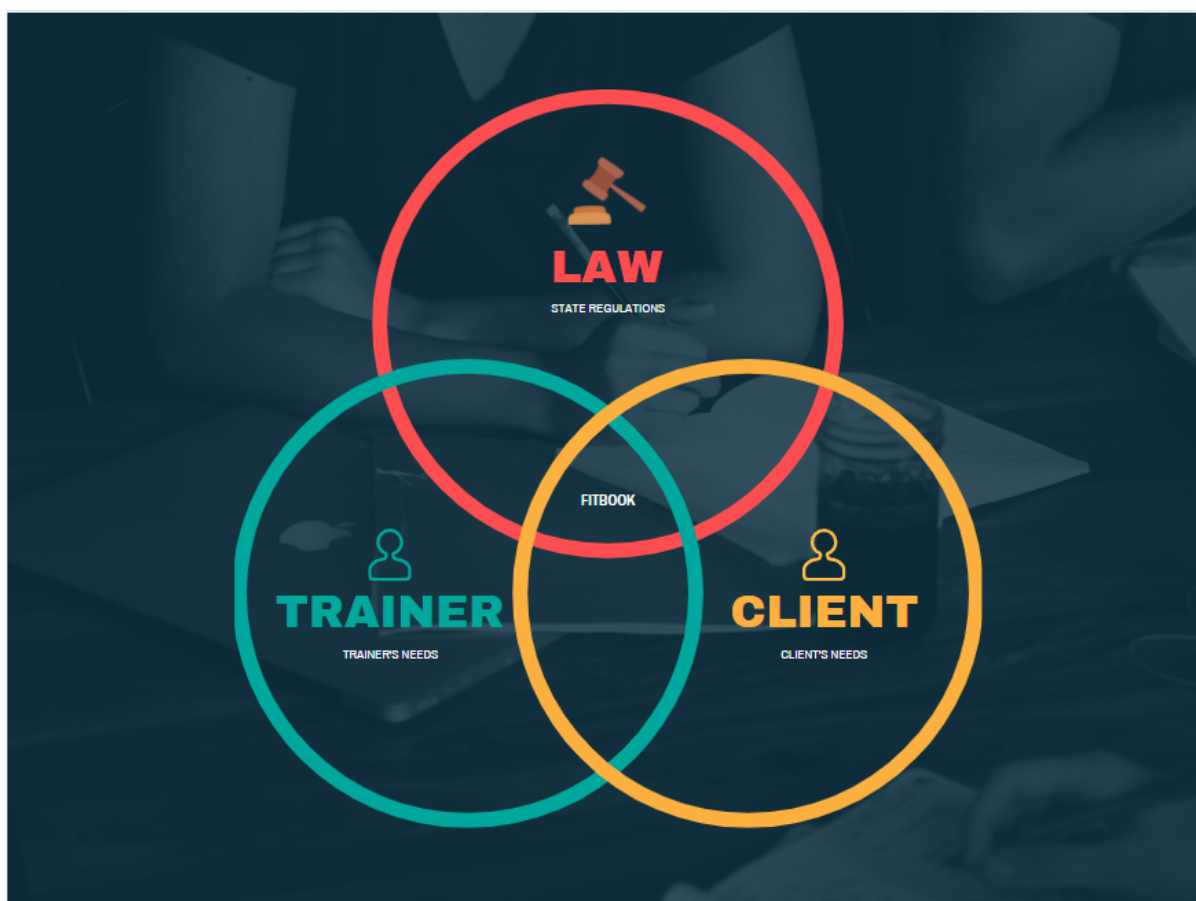 LAW
STATE REGULATIONS
FITBOOK
TRAINER
TRAINER'S NEEDS
CLIENT
CLIENT'S NEEDS